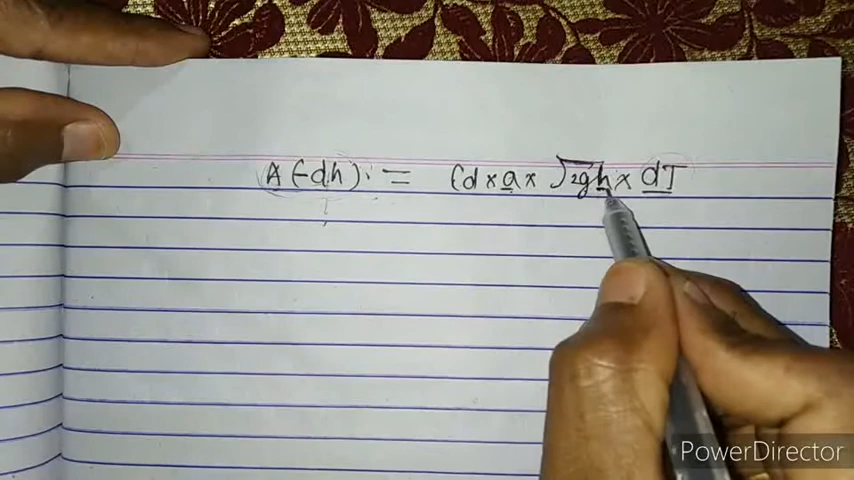 A (-dh) = Cd x a x √2gh x dT
PowerDirector